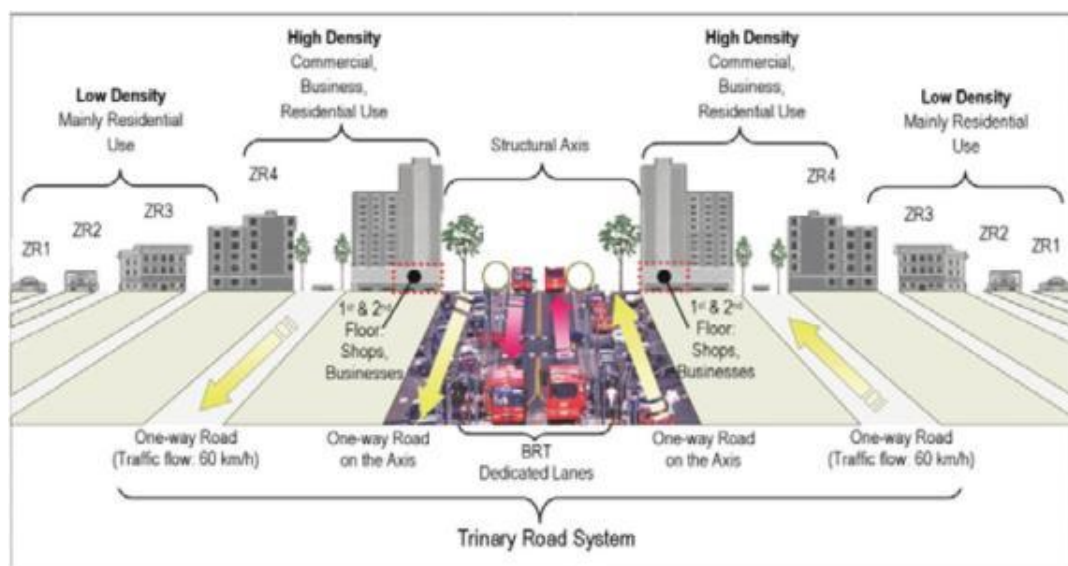 High Density
Commercial,
Business,
Residential Use
High Density
Commercial,
Business,
Residential Use
Low Density
Mainly Residential
Use
Low Density
Mainly Residential
Use
Structural Axis
ZR4
ZR4
ZR3
ZR2
ZR1
ZR3
ZR2
ZR1
1st & 2nd
Floor:
Shops,
Businesses
1st & 2nd
Floor:
Shops,
Businesses
One-way Road
(Traffic flow: 60 km/h)
One-way Road
on the Axis
BRT
Dedicated Lanes
One-way Road
on the Axis
One-way Road
(Traffic flow: 60 km/h)
Trinary Road System